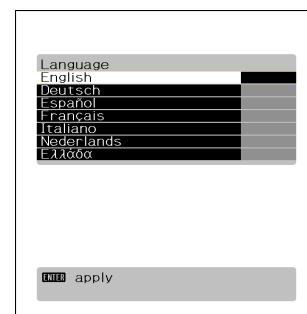 Language
English
Deutsch
Español
Français
Italiano
Nederlands
Ελλάδα
ENTER apply